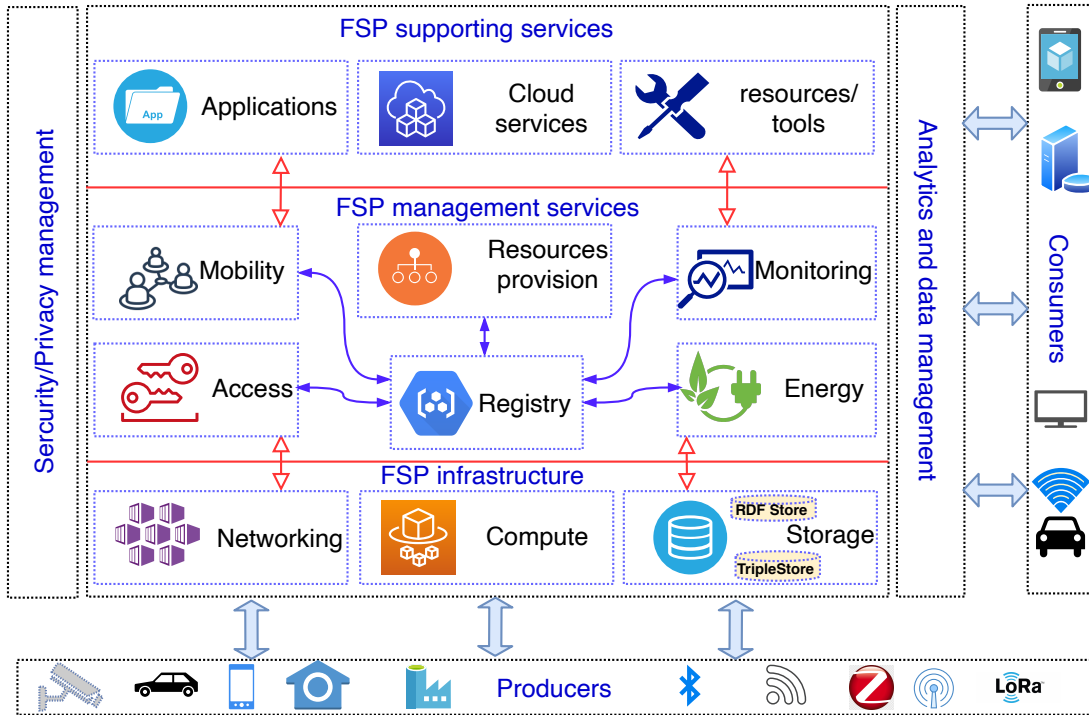 FSP supporting services
App
Applications
Cloud
services
resources/
tools
Sercurity/Privacy management
FSP management services
Mobility
Resources
provision
Monitoring
Access
Registry
Energy
FSP infrastructure
Networking
Compute
RDF Store
Storage
TripleStore
Analytics and data management
Consumers
Producers
Z
LoRa™